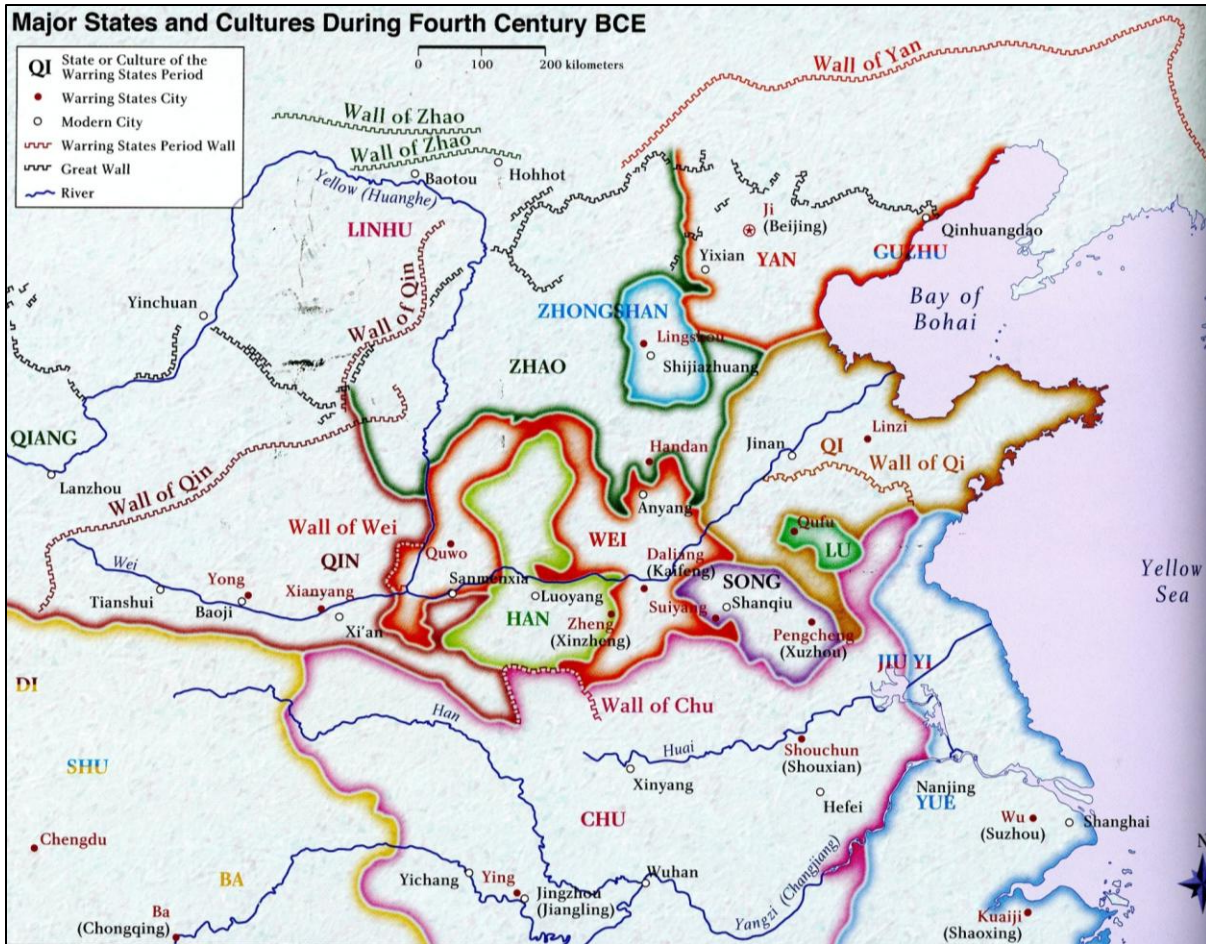 Major States and Cultures During Fourth Century BCE
QI State or Culture of the
Warring States Period
Warring States City
Modern City
Warring States Period Wall
Great Wall
River
0 100 200 kilometers
Wall of Yan
Wall of Zhao
Wall of Zhao
Hohhot
Baotou
Yellow (Huanghe)
LINHU
Ji
(Beijing)
Qinhuangdao
Yixian
YAN
GUZHU
Wall of Qin
Bay of
Bohai
Yinchuan
ZHONGSHAN
Lingshou
Shijiazhuang
ZHAO
QIANG
Linzi
Jinan
QI
Handan
Wall of Qi
Lanzhou
Wall of Qin
Anyang
Wall of Wei
Qufu
LU
QIN
Quwo
WEI
Daliang
(Kaifeng)
SONG
Wei
Yellow
Sea
Tianshui
Yong
Baoji
Xianyang
Xi'an
Sanmenxia
Luoyang
HAN
Zheng
(Xinzheng)
Suiyang
Shanqiu
Pengcheng
(Xuzhou)
JIU YI
DI
Wall of Chu
Han
Huai
Shouchun
(Shouxian)
SHU
Xinyang
Hefei
Nanjing
YUE
CHU
Wu
(Suzhou)
Shanghai
Chengdu
BA
Yichang
Ying
Jingzhou
(Jiangling)
Wuhan
Yangzi (Changjiang)
Ba
(Chongqing)
Kuaiji
(Shaoxing)
N